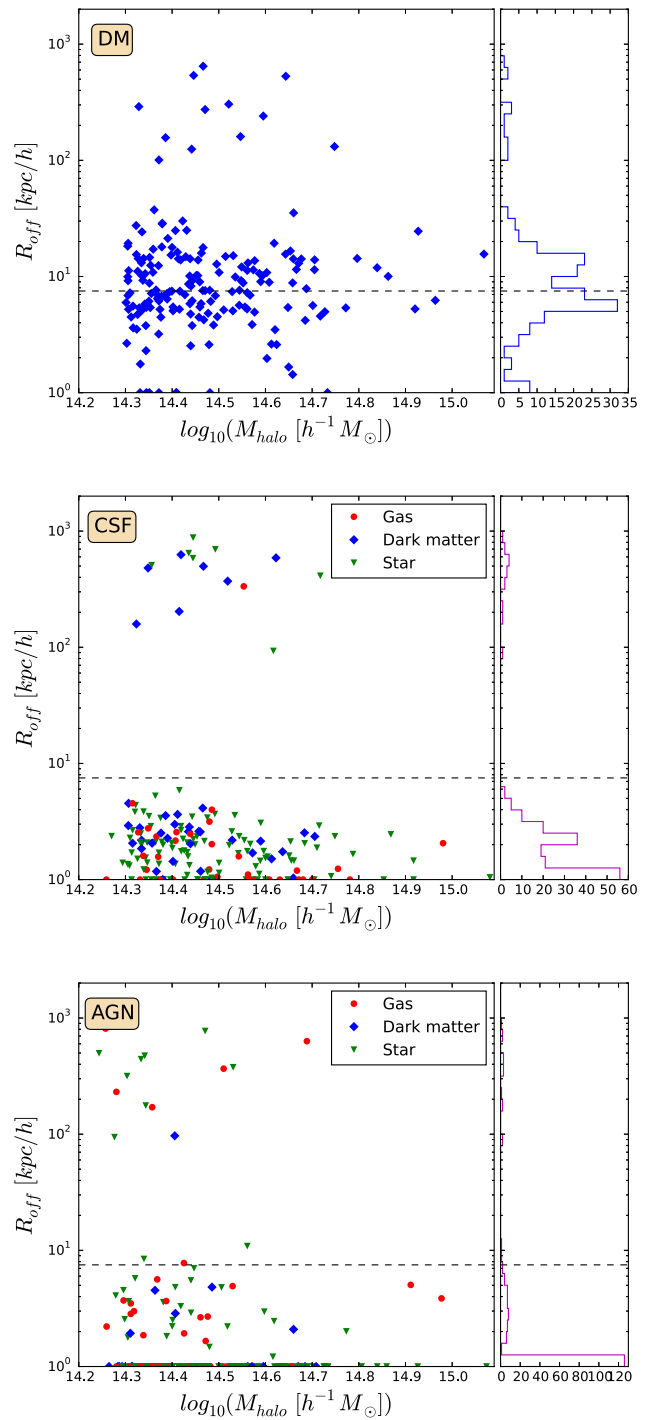 DM
10³
10²
10¹
10⁰
R_off [kpc/h]
14.2 14.3 14.4 14.5 14.6 14.7 14.8 14.9 15.0
0 5 10 15 20 25 30 35
log₁₀(M_halo [h⁻¹ M_⊙])
CSF
Gas
Dark matter
Star
10³
10²
10¹
10⁰
R_off [kpc/h]
14.2 14.3 14.4 14.5 14.6 14.7 14.8 14.9 15.0
0 10 20 30 40 50 60
log₁₀(M_halo [h⁻¹ M_⊙])
AGN
Gas
Dark matter
Star
10³
10²
10¹
10⁰
R_off [kpc/h]
14.2 14.3 14.4 14.5 14.6 14.7 14.8 14.9 15.0
0 20 40 60 80 100 120
log₁₀(M_halo [h⁻¹ M_⊙])